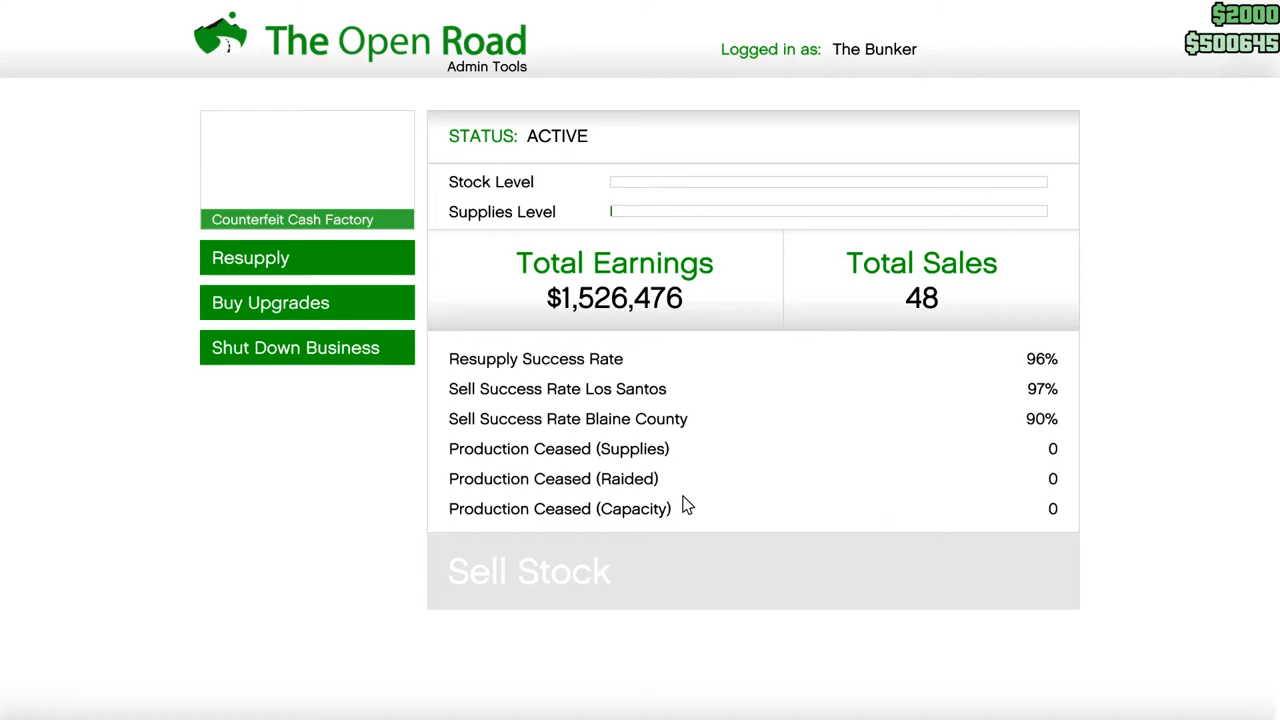 The Open Road
Admin Tools
Logged in as: The Bunker
$2000
$500645
Counterfeit Cash Factory
Resupply
Buy Upgrades
Shut Down Business
STATUS: ACTIVE
Stock Level
Supplies Level
Total Earnings
$1,526,476
Total Sales
48
Resupply Success Rate 96%
Sell Success Rate Los Santos 97%
Sell Success Rate Blaine County 90%
Production Ceased (Supplies) 0
Production Ceased (Raided) 0
Production Ceased (Capacity) 0
Sell Stock